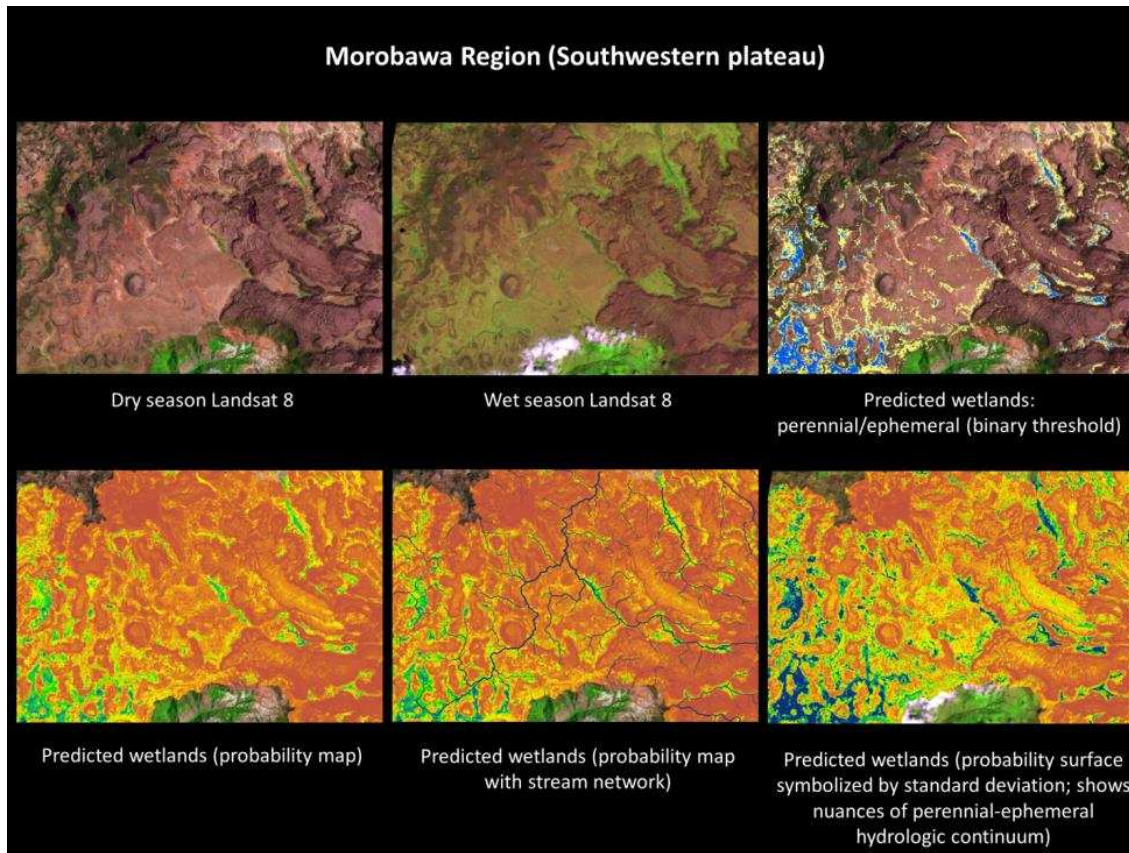 Morobawa Region (Southwestern plateau)
Dry season Landsat 8
Wet season Landsat 8
Predicted wetlands:
perennial/ephemeral (binary threshold)
Predicted wetlands (probability map)
Predicted wetlands (probability map
with stream network)
Predicted wetlands (probability surface
symbolized by standard deviation; shows
nuances of perennial-ephemeral
hydrologic continuum)